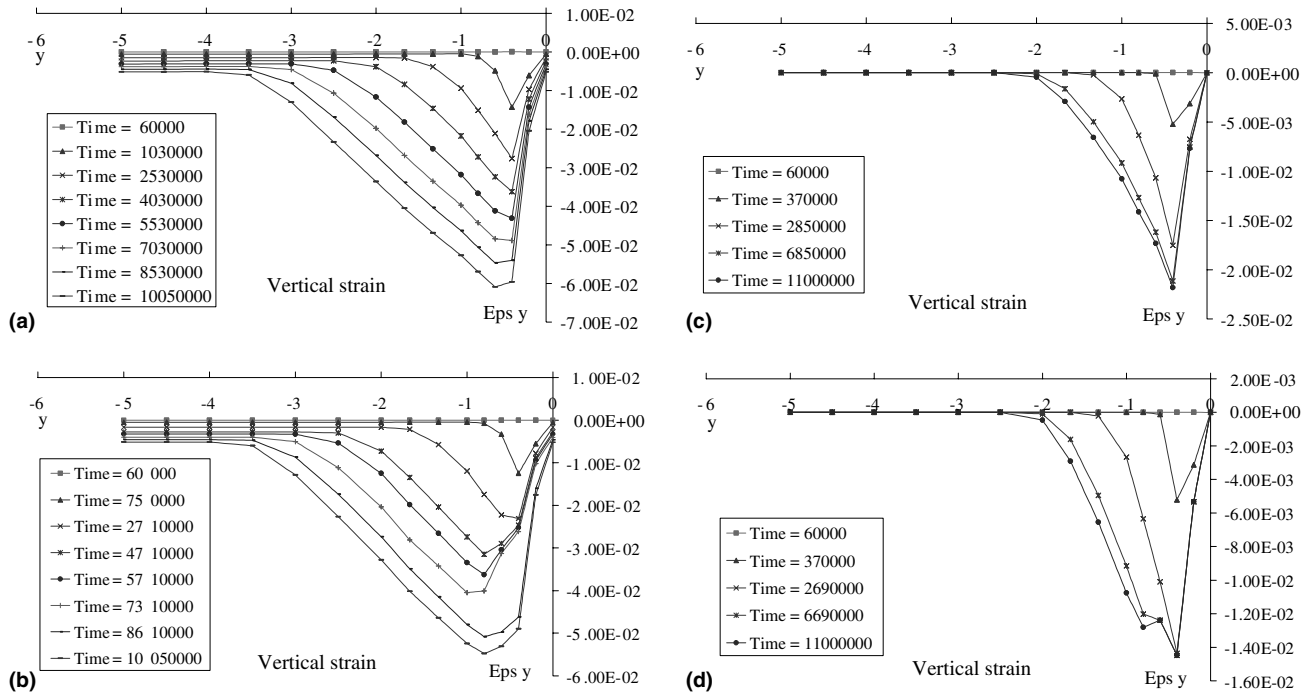 -6 -5 -4 -3 -2 -1 0
y
1.00E-02
0.00E+00
-1.00E-02
-2.00E-02
-3.00E-02
-4.00E-02
-5.00E-02
-6.00E-02
-7.00E-02
Time = 60000
Time = 1030000
Time = 2530000
Time = 4030000
Time = 5530000
Time = 7030000
Time = 8530000
Time = 10050000
Vertical strain
Eps y
(a)
-6 -5 -4 -3 -2 -1 0
y
5.00E-03
0.00E+00
-5.00E-03
-1.00E-02
-1.50E-02
-2.00E-02
-2.50E-02
Time = 60000
Time = 370000
Time = 2850000
Time = 6850000
Time = 11000000
Vertical strain
Eps y
(c)
-6 -5 -4 -3 -2 -1 0
y
1.00E-02
0.00E+00
-1.00E-02
-2.00E-02
-3.00E-02
-4.00E-02
-5.00E-02
-6.00E-02
Time = 60 000
Time = 75 0000
Time = 27 10000
Time = 47 10000
Time = 57 10000
Time = 73 10000
Time = 86 10000
Time = 10 050000
Vertical strain
Eps y
(b)
-6 -5 -4 -3 -2 -1 0
y
2.00E-03
0.00E+00
-2.00E-03
-4.00E-03
-6.00E-03
-8.00E-03
-1.00E-02
-1.20E-02
-1.40E-02
-1.60E-02
Time = 60000
Time = 370000
Time = 2690000
Time = 6690000
Time = 11000000
Vertical strain
Eps y
(d)